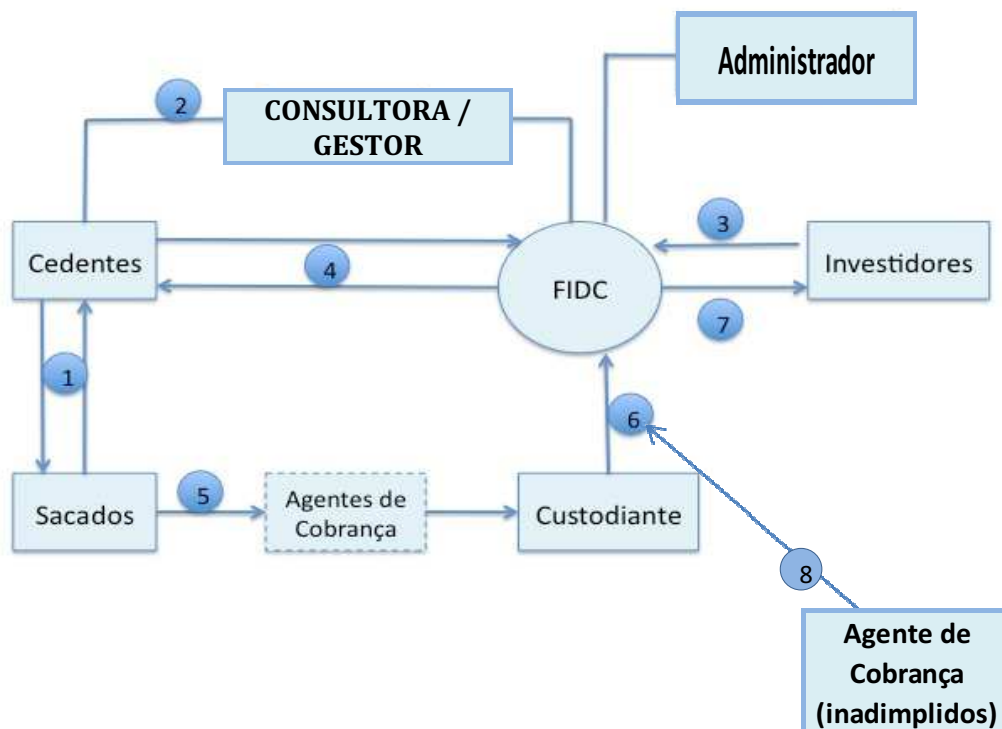 Administrador
2
CONSULTORA /
GESTOR
3
Cedentes
4
FIDC
Investidores
7
1
6
Sacados
5
Agentes de
Cobrança
Custodiante
8
Agente de
Cobrança
(inadimplidos)